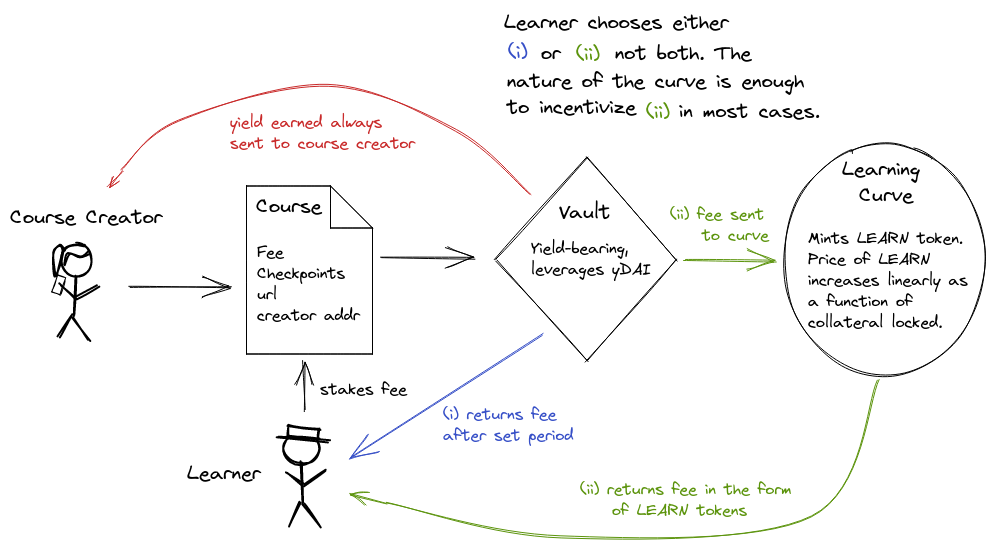 Learner chooses either
(i) or (ii) not both. The
nature of the curve is enough
to incentivize (ii) in most cases.
yield earned always
sent to course creator
Course Creator
Course
Fee
Checkpoints
url
creator addr
Vault
Yield-bearing,
leverages yDAI
(ii) fee sent
to curve
Learning
Curve
Mints LEARN token.
Price of LEARN
increases linearly as
a function of
collateral locked.
stakes fee
(i) returns fee
after set period
Learner
(ii) returns fee in the form
of LEARN tokens